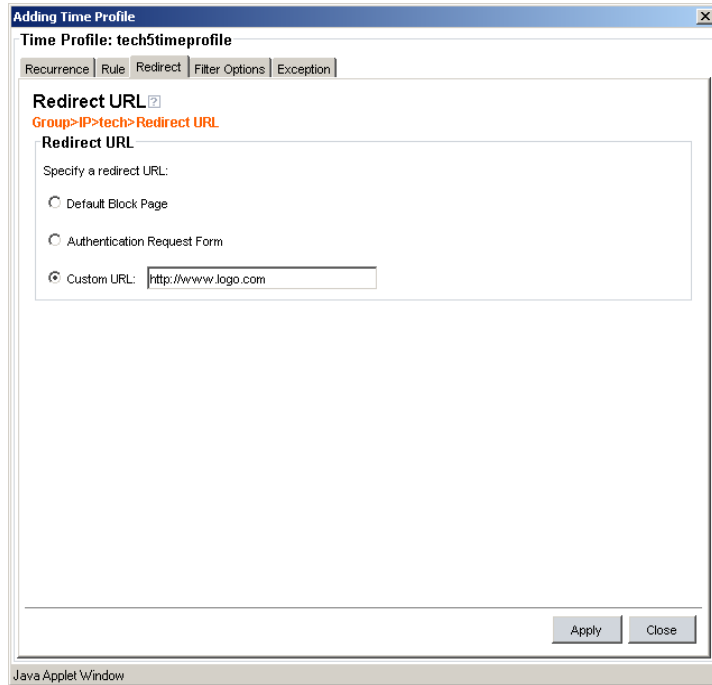 Adding Time Profile
Time Profile: tech5timeprofile
Recurrence Rule Redirect Filter Options Exception
Redirect URL ?
Group>IP>tech>Redirect URL
Redirect URL
Specify a redirect URL:
Default Block Page
Authentication Request Form
Custom URL: http://www.logo.com
Apply Close
Java Applet Window